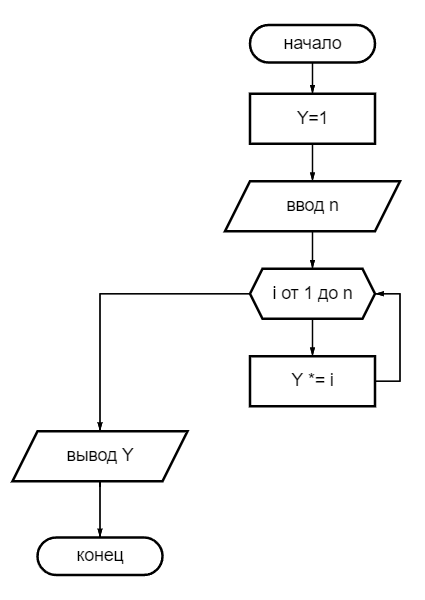 начало
Y=1
ввод n
i от 1 до n
Y *= i
вывод Y
конец